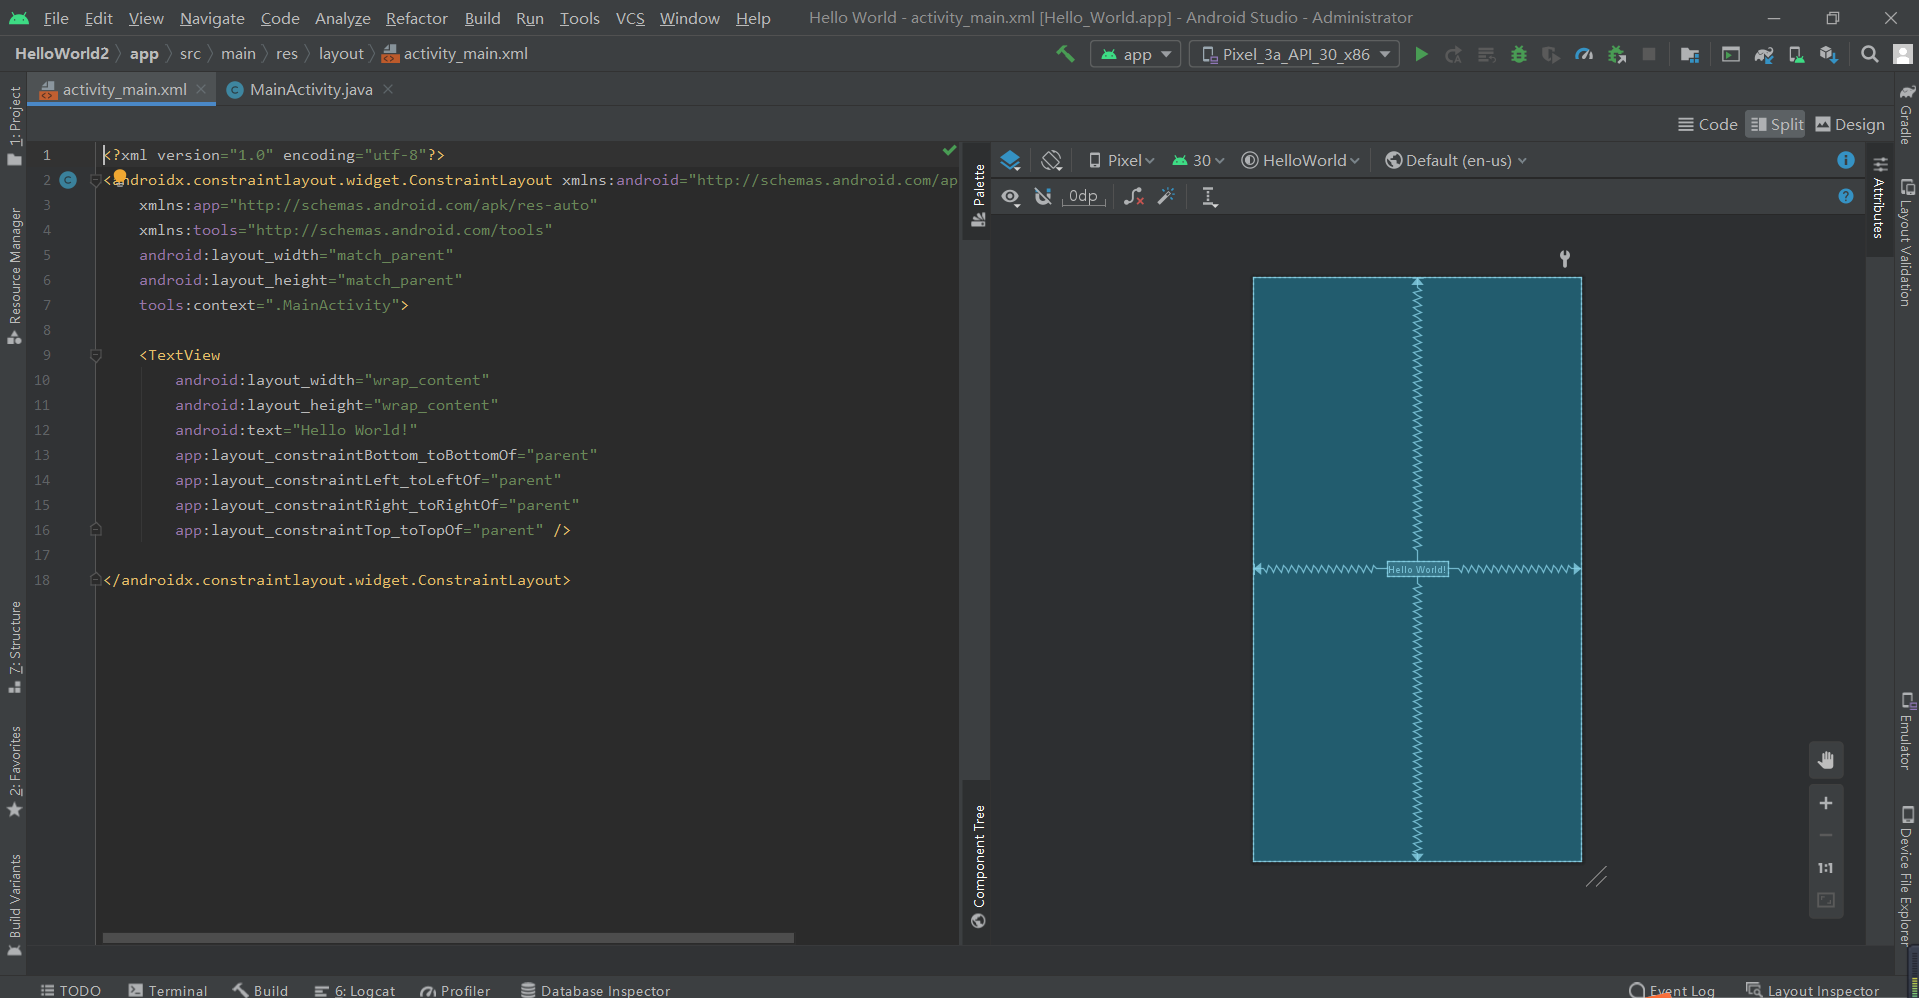 File Edit View Navigate Code Analyze Refactor Build Run Tools VCS Window Help Hello World - activity_main.xml [Hello_World.app] - Android Studio - Administrator
HelloWorld2 app src main res layout activity_main.xml app Pixel_3a_API_30_x86
activity_main.xml MainActivity.java
Code Split Design
1: Project
Resource Manager
7: Structure
2: Favorites
Build Variants
1 <?xml version="1.0" encoding="utf-8"?>
2 C <androidx.constraintlayout.widget.ConstraintLayout xmlns:android="http://schemas.android.com/ap
3 xmlns:app="http://schemas.android.com/apk/res-auto"
4 xmlns:tools="http://schemas.android.com/tools"
5 android:layout_width="match_parent"
6 android:layout_height="match_parent"
7 tools:context=".MainActivity">
8
9 <TextView
10 android:layout_width="wrap_content"
11 android:layout_height="wrap_content"
12 android:text="Hello World!"
13 app:layout_constraintBottom_toBottomOf="parent"
14 app:layout_constraintLeft_toLeftOf="parent"
15 app:layout_constraintRight_toRightOf="parent"
16 app:layout_constraintTop_toTopOf="parent" />
17
18 </androidx.constraintlayout.widget.ConstraintLayout>
Palette
Component Tree
Pixel 30 HelloWorld Default (en-us)
0dp
Hello World!
1:1
Attributes
Gradle
Layout Validation
Emulator
Device File Explorer
TODO Terminal Build 6: Logcat Profiler Database Inspector Event Log Layout Inspector